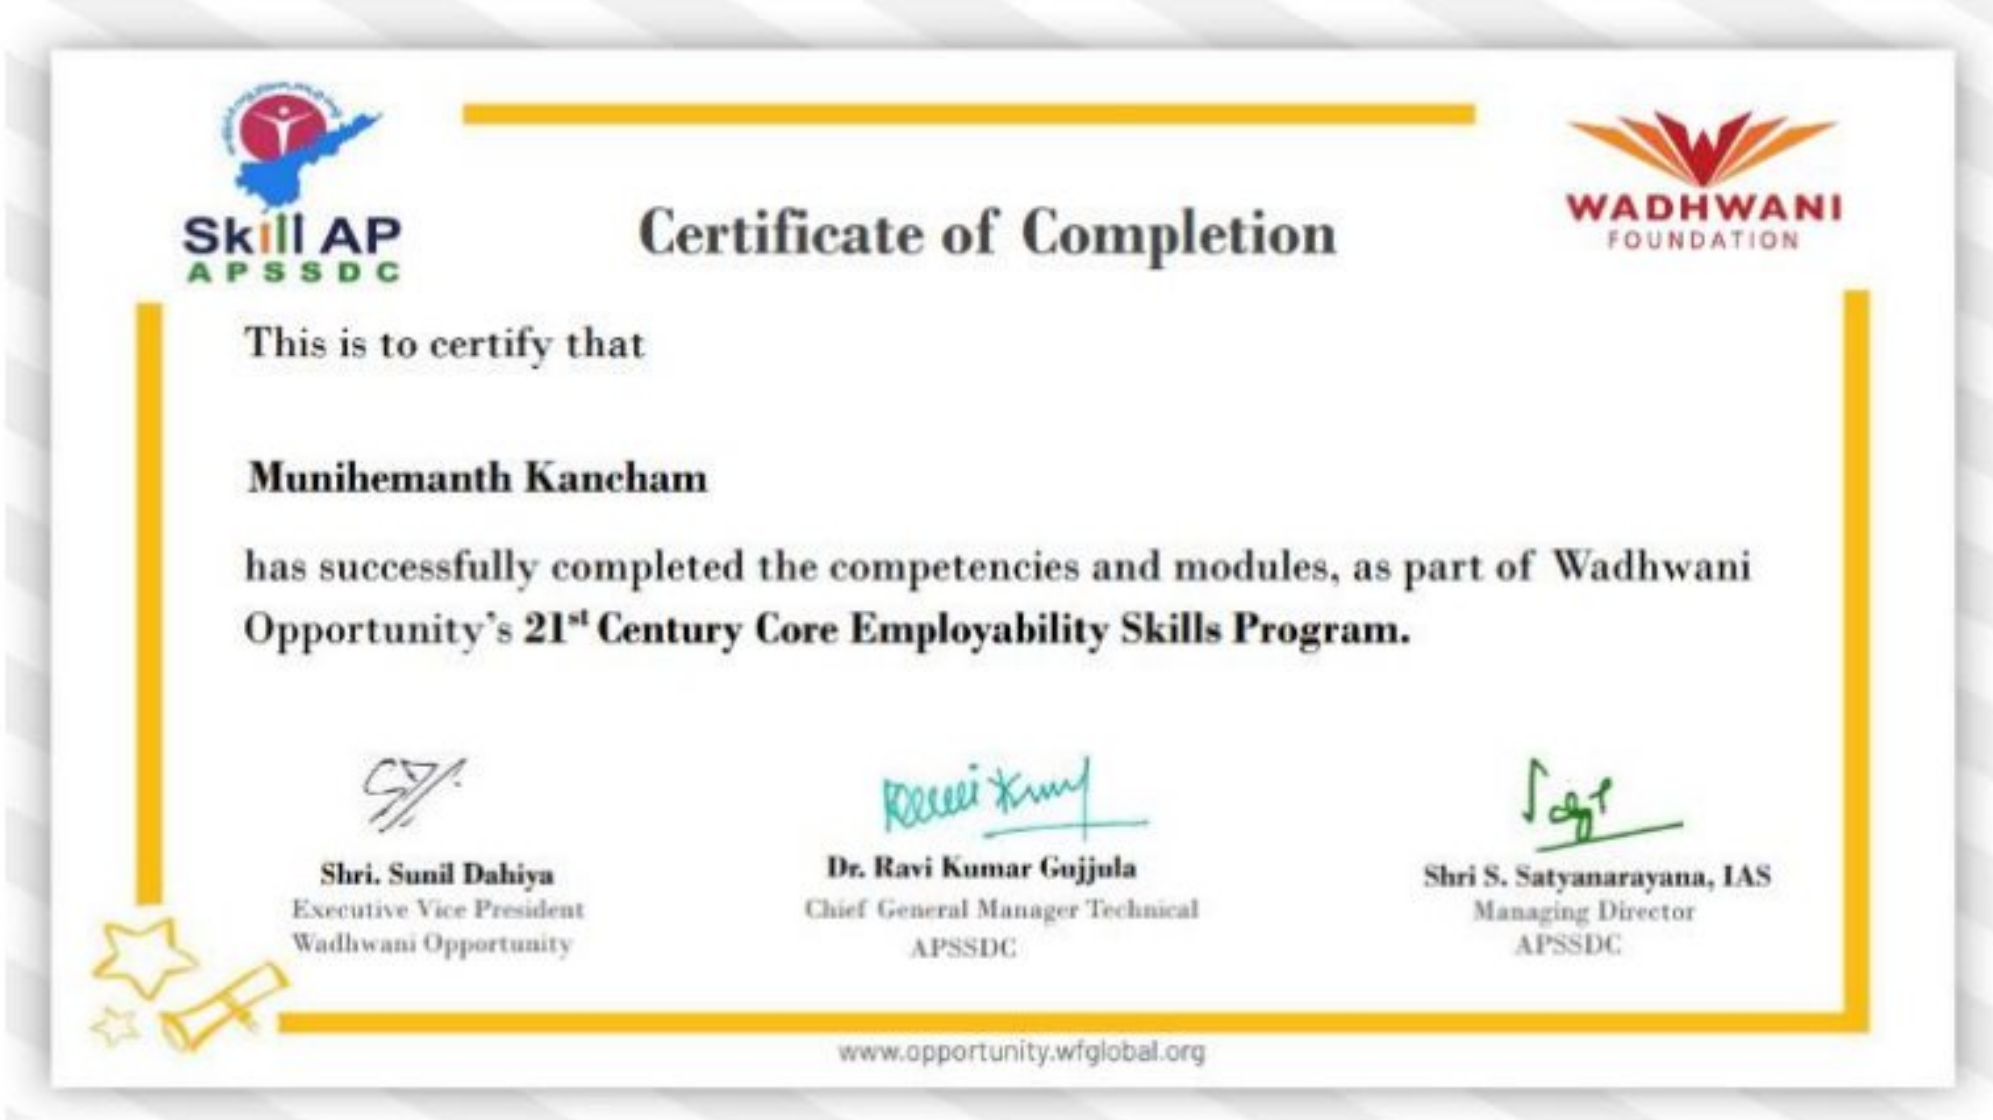 Skill AP
APSSDC
WADHWANI
FOUNDATION
Certificate of Completion
This is to certify that
Munihemanth Kancham
has successfully completed the competencies and modules, as part of Wadhwani
Opportunity's 21st Century Core Employability Skills Program.
Shri. Sunil Dahiya
Executive Vice President
Wadhwani Opportunity
Dr. Ravi Kumar Gujjula
Chief General Manager Technical
APSSDC
Shri S. Satyanarayana, IAS
Managing Director
APSSDC
www.opportunity.wfglobal.org